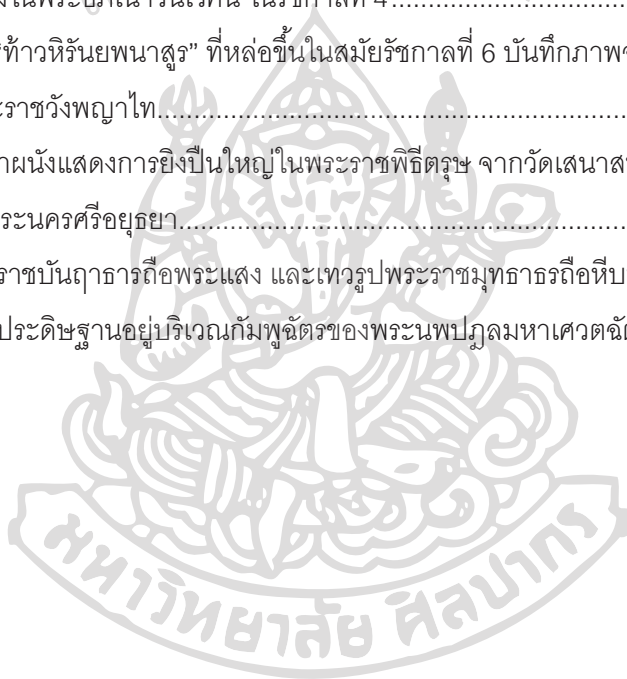 ในรัชกาลที่ 4................................
“ท้าวหิรันยพนาสูร” ที่หล่อขึ้นในสมัยรัชกาลที่ 6 บันทึกภาพ
ะราชวังพญาไท................................................................
าผนังแสดงการยิงปืนใหญ่ในพระราชพิธีตรุษ จากวัดเสนาส
ระนครศรีอยุธยา................................................................
ราชบันฤาธารถือพระแสง และเทวรูปพระราชมุทธาธรถือหีบ
ประดิษฐานอยู่บริเวณกัมพูฉัตรของพระนพปฎลมหาเศวตฉัต
มหาวิทยาลัย ศิลปากร